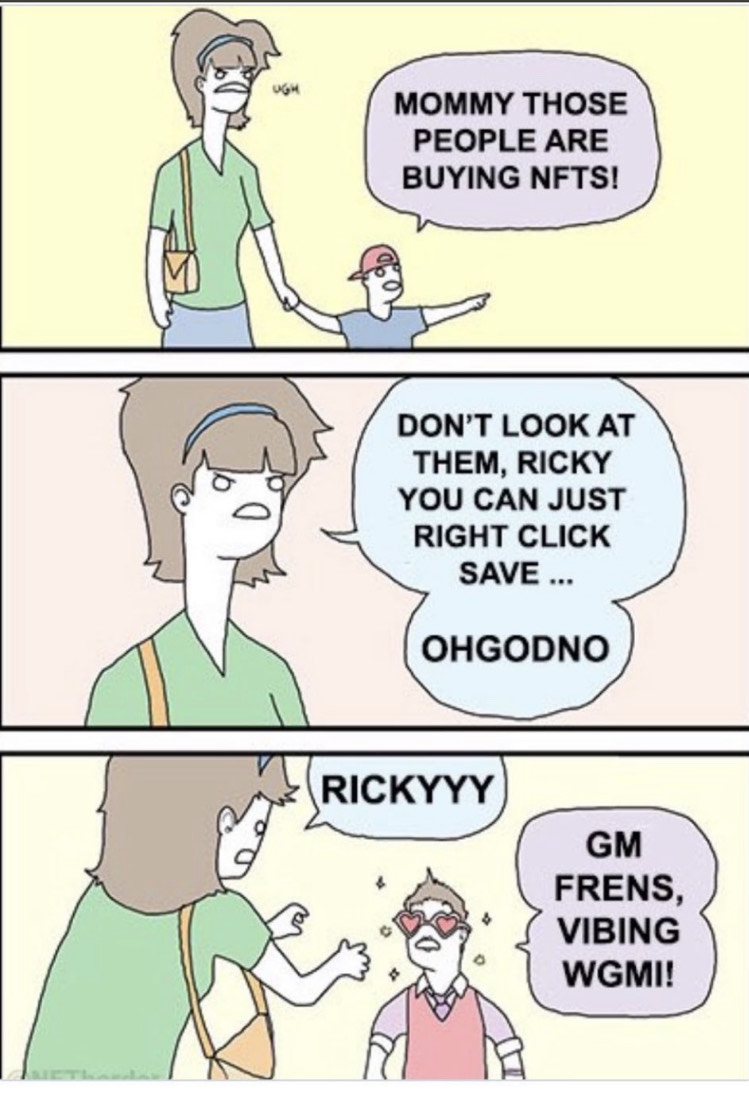 UGH
MOMMY THOSE
PEOPLE ARE
BUYING NFTS!
DON'T LOOK AT
THEM, RICKY
YOU CAN JUST
RIGHT CLICK
SAVE ...
OHGODNO
RICKYYY
GM
FRENS,
VIBING
WGMI!